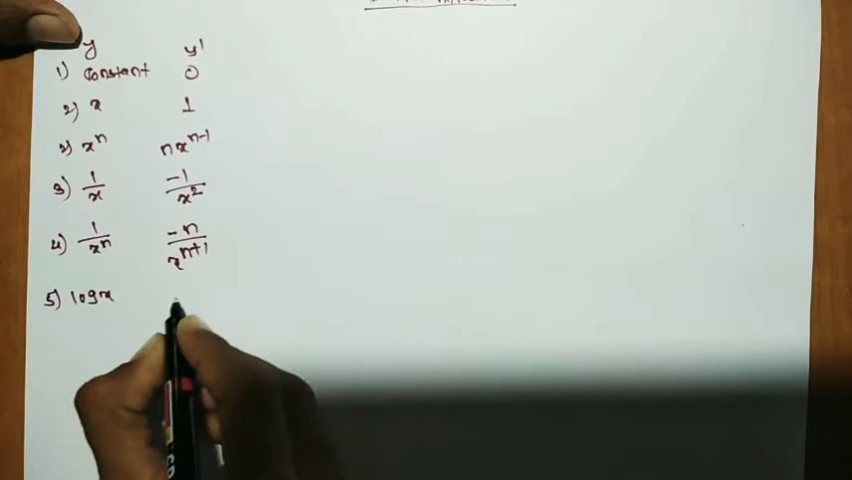 y y'
1) Constant 0
2) x 1
3) xⁿ nxⁿ⁻¹
3) 1/x -1/x²
4) 1/xⁿ -n/xⁿ⁺¹
5) logx